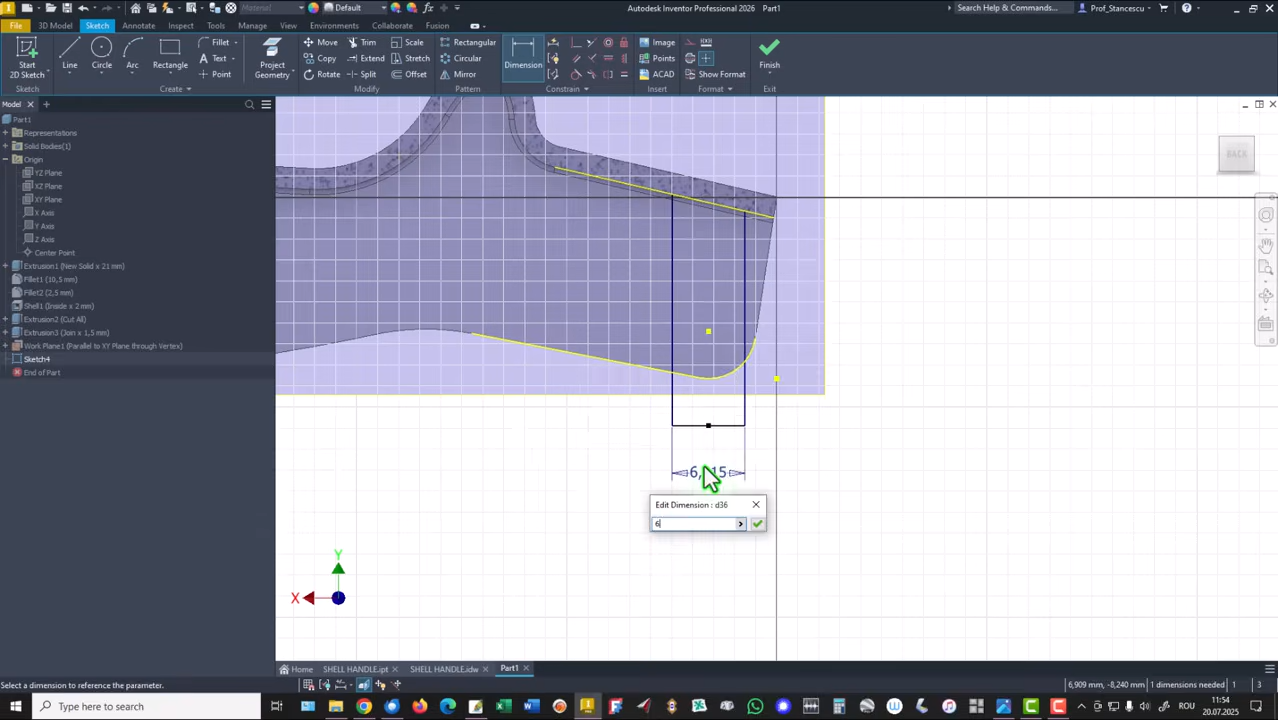 Material
Default
Autodesk Inventor Professional 2026 Part1
Search Help & Commands...
Prof_Stancescu
File
3D Model
Sketch
Annotate
Inspect
Tools
Manage
View
Environments
Vault
Collaborate
Fusion
Start
2D Sketch
Line
Circle
Arc
Rectangle
Fillet
Text
Point
Project
Geometry
Move
Copy
Rotate
Trim
Extend
Split
Scale
Stretch
Offset
Rectangular
Circular
Mirror
Dimension
Image
Points
ACAD
Show Format
Finish
Sketch
Create
Modify
Pattern
Constrain
Insert
Format
Exit
Model
Part1
Representations
Solid Bodies(1)
Origin
YZ Plane
XZ Plane
XY Plane
X Axis
Y Axis
Z Axis
Center Point
Extrusion1 (New Solid x 21 mm)
Fillet1 (10,5 mm)
Fillet2 (2,5 mm)
Shell1 (Inside x 2 mm)
Extrusion2 (Cut x All)
Extrusion3 (Join x 1,5 mm)
Work Plane1 (Parallel to XY Plane through Vertex)
Sketch4
End of Part
BACK
Edit Dimension : d36
6
Y
X
Home
SHELL HANDLE.ipt
SHELL HANDLE.idw
Part1
Select a dimension to reference the parameter.
6,909 mm, -8,240 mm
1 dimensions needed
1
3
Type here to search
ROU
11:54
20.07.2025